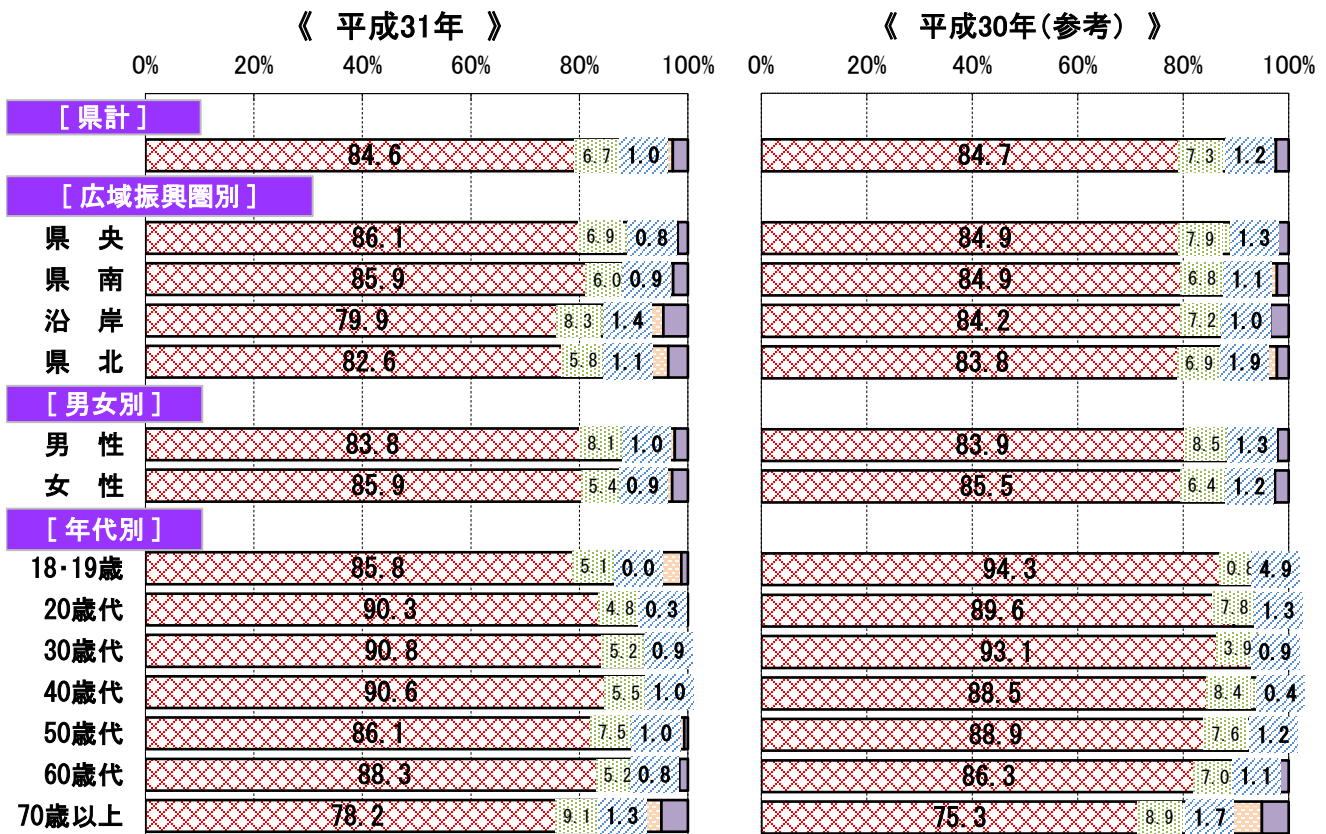 《 平成31年 》 《 平成30年(参考) 》
0% 20% 40% 60% 80% 100% 0% 20% 40% 60% 80% 100%
[ 県計 ]
84.6 6.7 1.0 84.7 7.3 1.2
[ 広域振興圏別 ]
県 央 86.1 6.9 0.8 84.9 7.9 1.3
県 南 85.9 6.0 0.9 84.9 6.8 1.1
沿 岸 79.9 8.3 1.4 84.2 7.2 1.0
県 北 82.6 5.8 1.1 83.8 6.9 1.9
[ 男女別 ]
男 性 83.8 8.1 1.0 83.9 8.5 1.3
女 性 85.9 5.4 0.9 85.5 6.4 1.2
[ 年代別 ]
18・19歳 85.8 5.1 0.0 94.3 0.8 4.9
20歳代 90.3 4.8 0.3 89.6 7.8 1.3
30歳代 90.8 5.2 0.9 93.1 3.9 0.9
40歳代 90.6 5.5 1.0 88.5 8.4 0.4
50歳代 86.1 7.5 1.0 88.9 7.6 1.2
60歳代 88.3 5.2 0.8 86.3 7.0 1.1
70歳以上 78.2 9.1 1.3 75.3 8.9 1.7